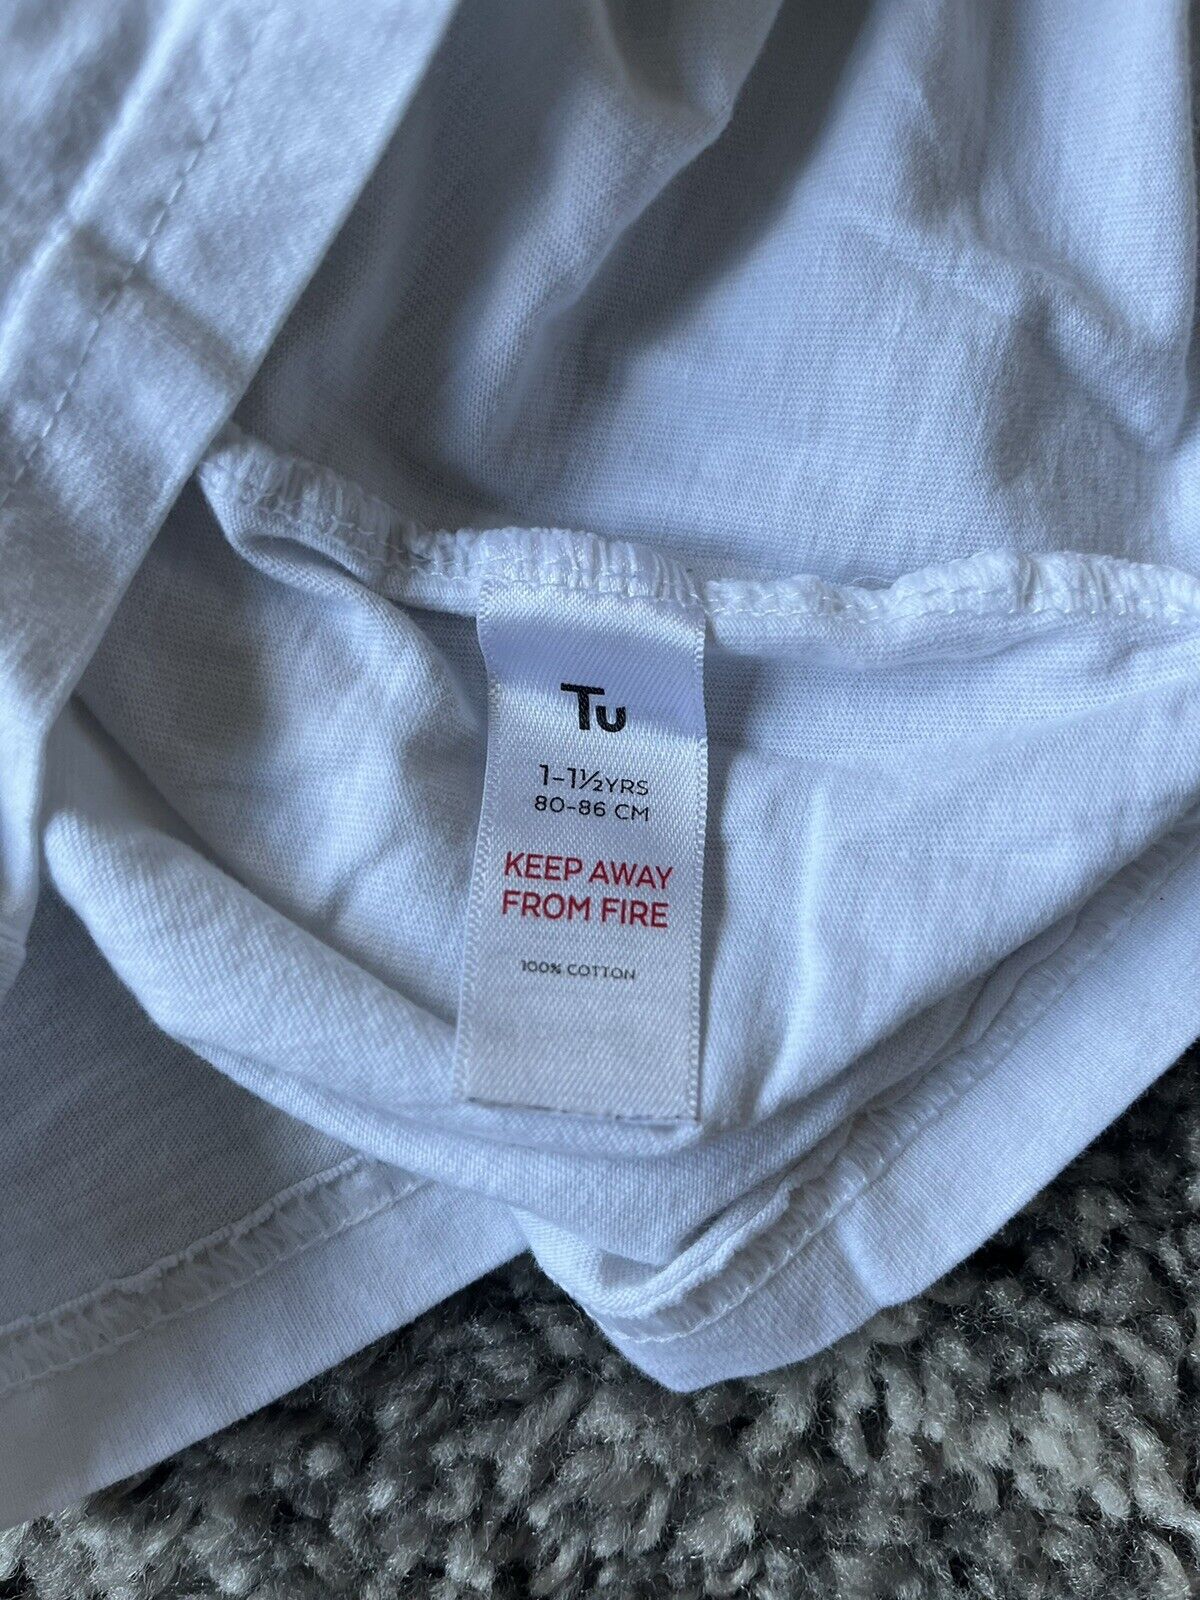 Tu
1-1½YRS
80-86 CM
KEEP AWAY
FROM FIRE
100% COTTON